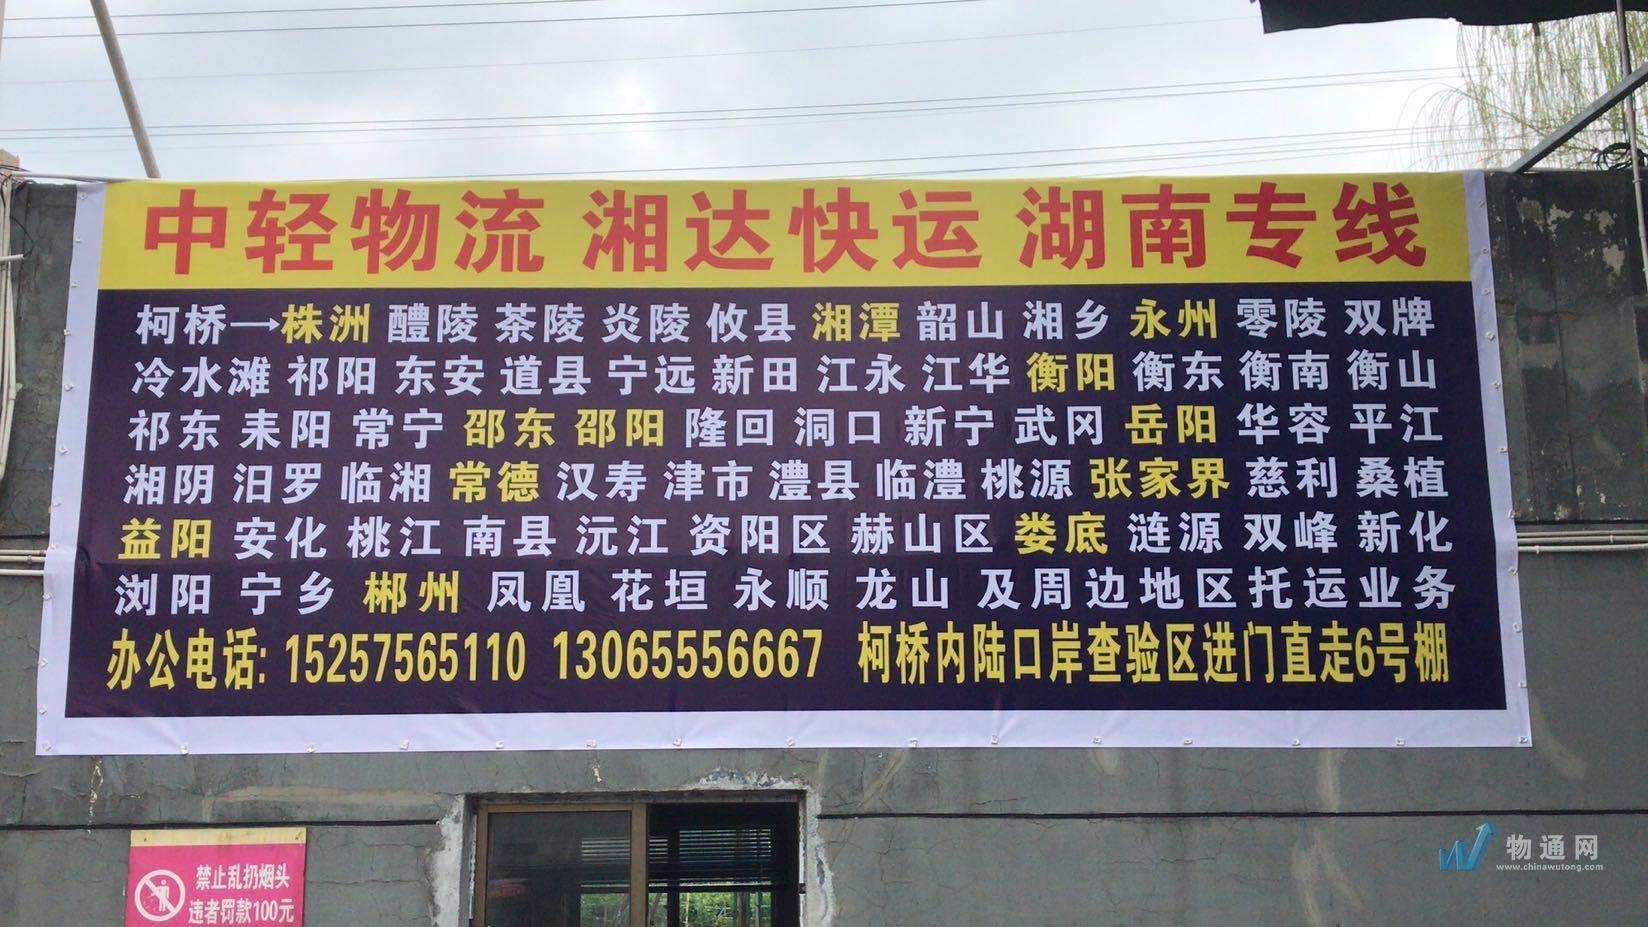 中轻物流 湘达快运 湖南专线
柯桥→株洲 醴陵 茶陵 炎陵 攸县 湘潭 韶山 湘乡 永州 零陵 双牌
冷水滩 祁阳 东安 道县 宁远 新田 江永 江华 衡阳 衡东 衡南 衡山
祁东 耒阳 常宁 邵东 邵阳 隆回 洞口 新宁 武冈 岳阳 华容 平江
湘阴 汨罗 临湘 常德 汉寿 津市 澧县 临澧 桃源 张家界 慈利 桑植
益阳 安化 桃江 南县 沅江 资阳区 赫山区 娄底 涟源 双峰 新化
浏阳 宁乡 郴州 凤凰 花垣 永顺 龙山 及周边地区托运业务
办公电话: 15257565110 13065556667 柯桥内陆口岸查验区进门直走6号棚
禁止乱扔烟头
违者罚款100元
物通网
www.chinawutong.com